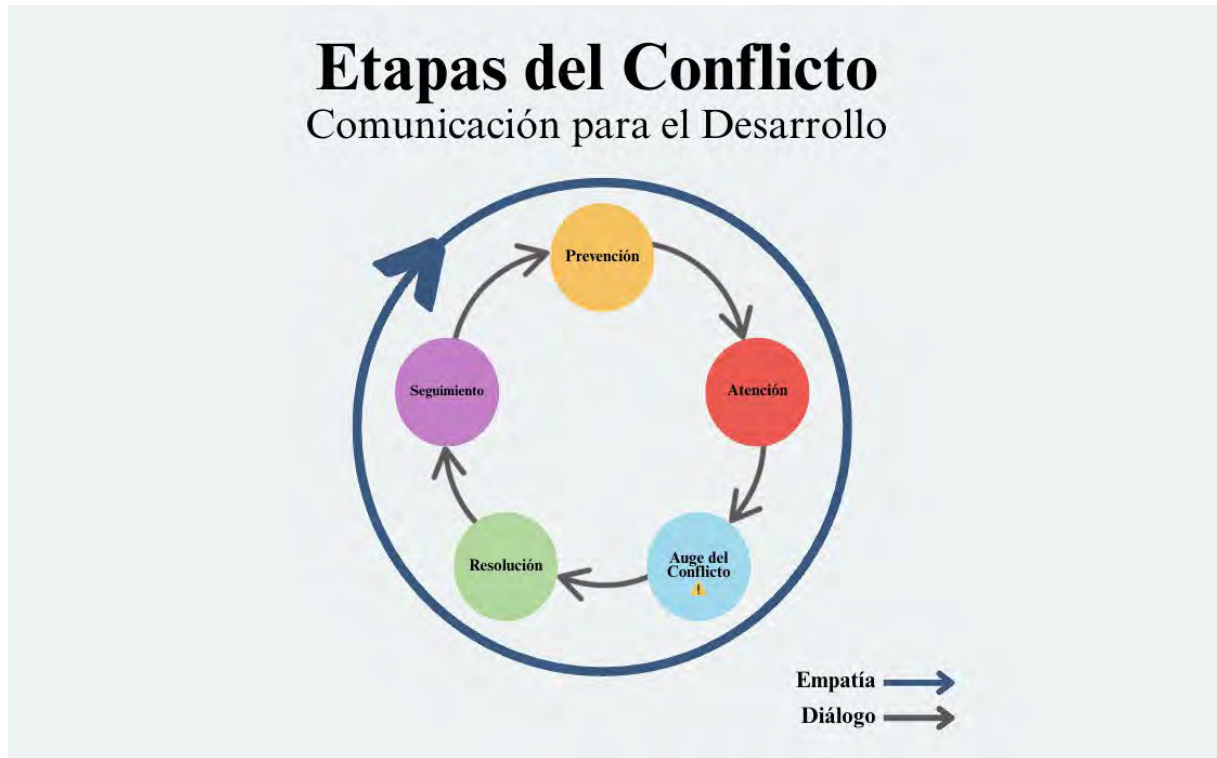 Etapas del Conflicto
Comunicación para el Desarrollo
Prevención
Atención
Auge del
Conflicto
Resolución
Seguimiento
Empatía
Diálogo